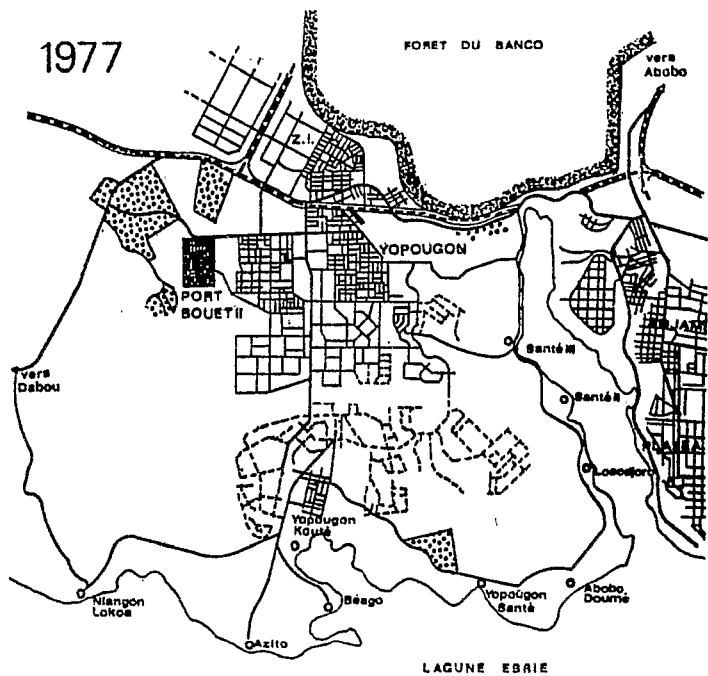 1977
FORET DU BANCO
vers
Ababo
Z.I.
YOPOUGON
PORT
BOUET II
vers
Dabou
Santé III
Santé II
Locodjoro
Yopougon
Kouté
Niangon
Lokoa
Béago
Azito
Yopougon
Santé
Abobo
Doumé
LAGUNE EBRIE